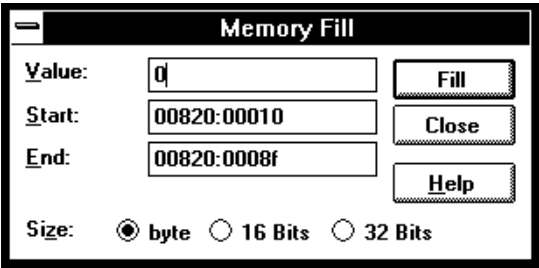 Memory Fill
Value: 0 Fill
Start: 00820:00010 Close
End: 00820:0008f
Help
Size: byte 16 Bits 32 Bits